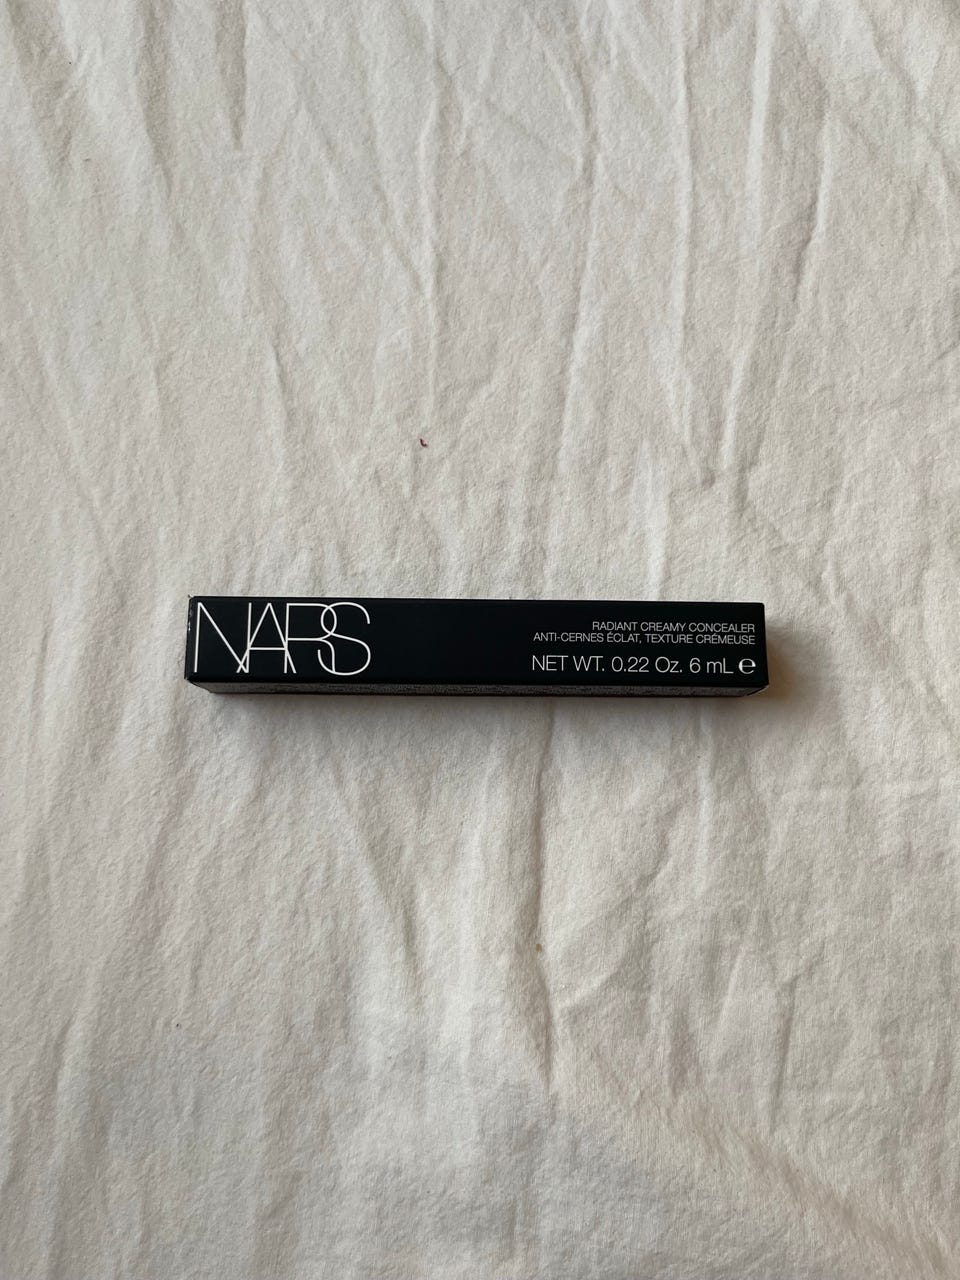 NARS
RADIANT CREAMY CONCEALER
ANTI-CERNES ÉCLAT, TEXTURE CRÉMEUSE
NET WT. 0.22 Oz. 6 mL ℮